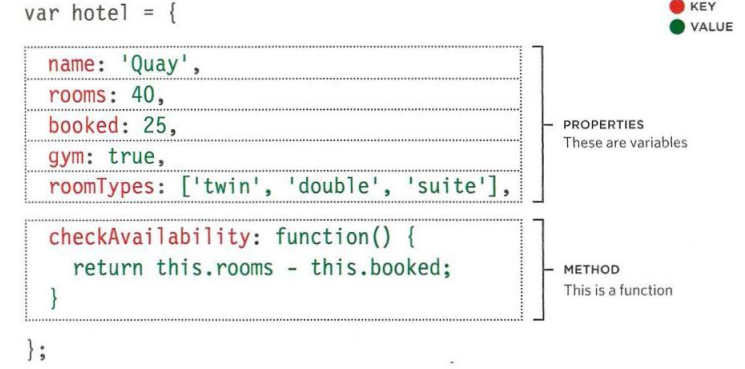 var hotel = {
KEY
VALUE
name: 'Quay',
rooms: 40,
booked: 25,
gym: true,
roomTypes: ['twin', 'double', 'suite'],
PROPERTIES
These are variables
checkAvailability: function() {
return this.rooms - this.booked;
}
METHOD
This is a function
};